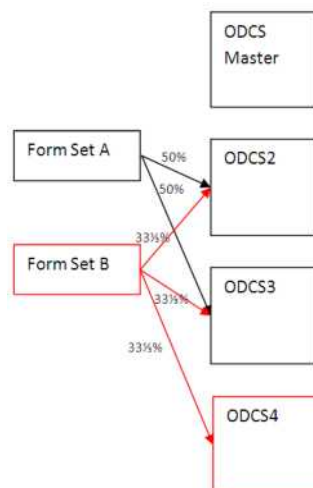 ODCS
Master
Form Set A
50%
ODCS2
50%
33⅓%
Form Set B
ODCS3
33⅓%
33⅓%
ODCS4